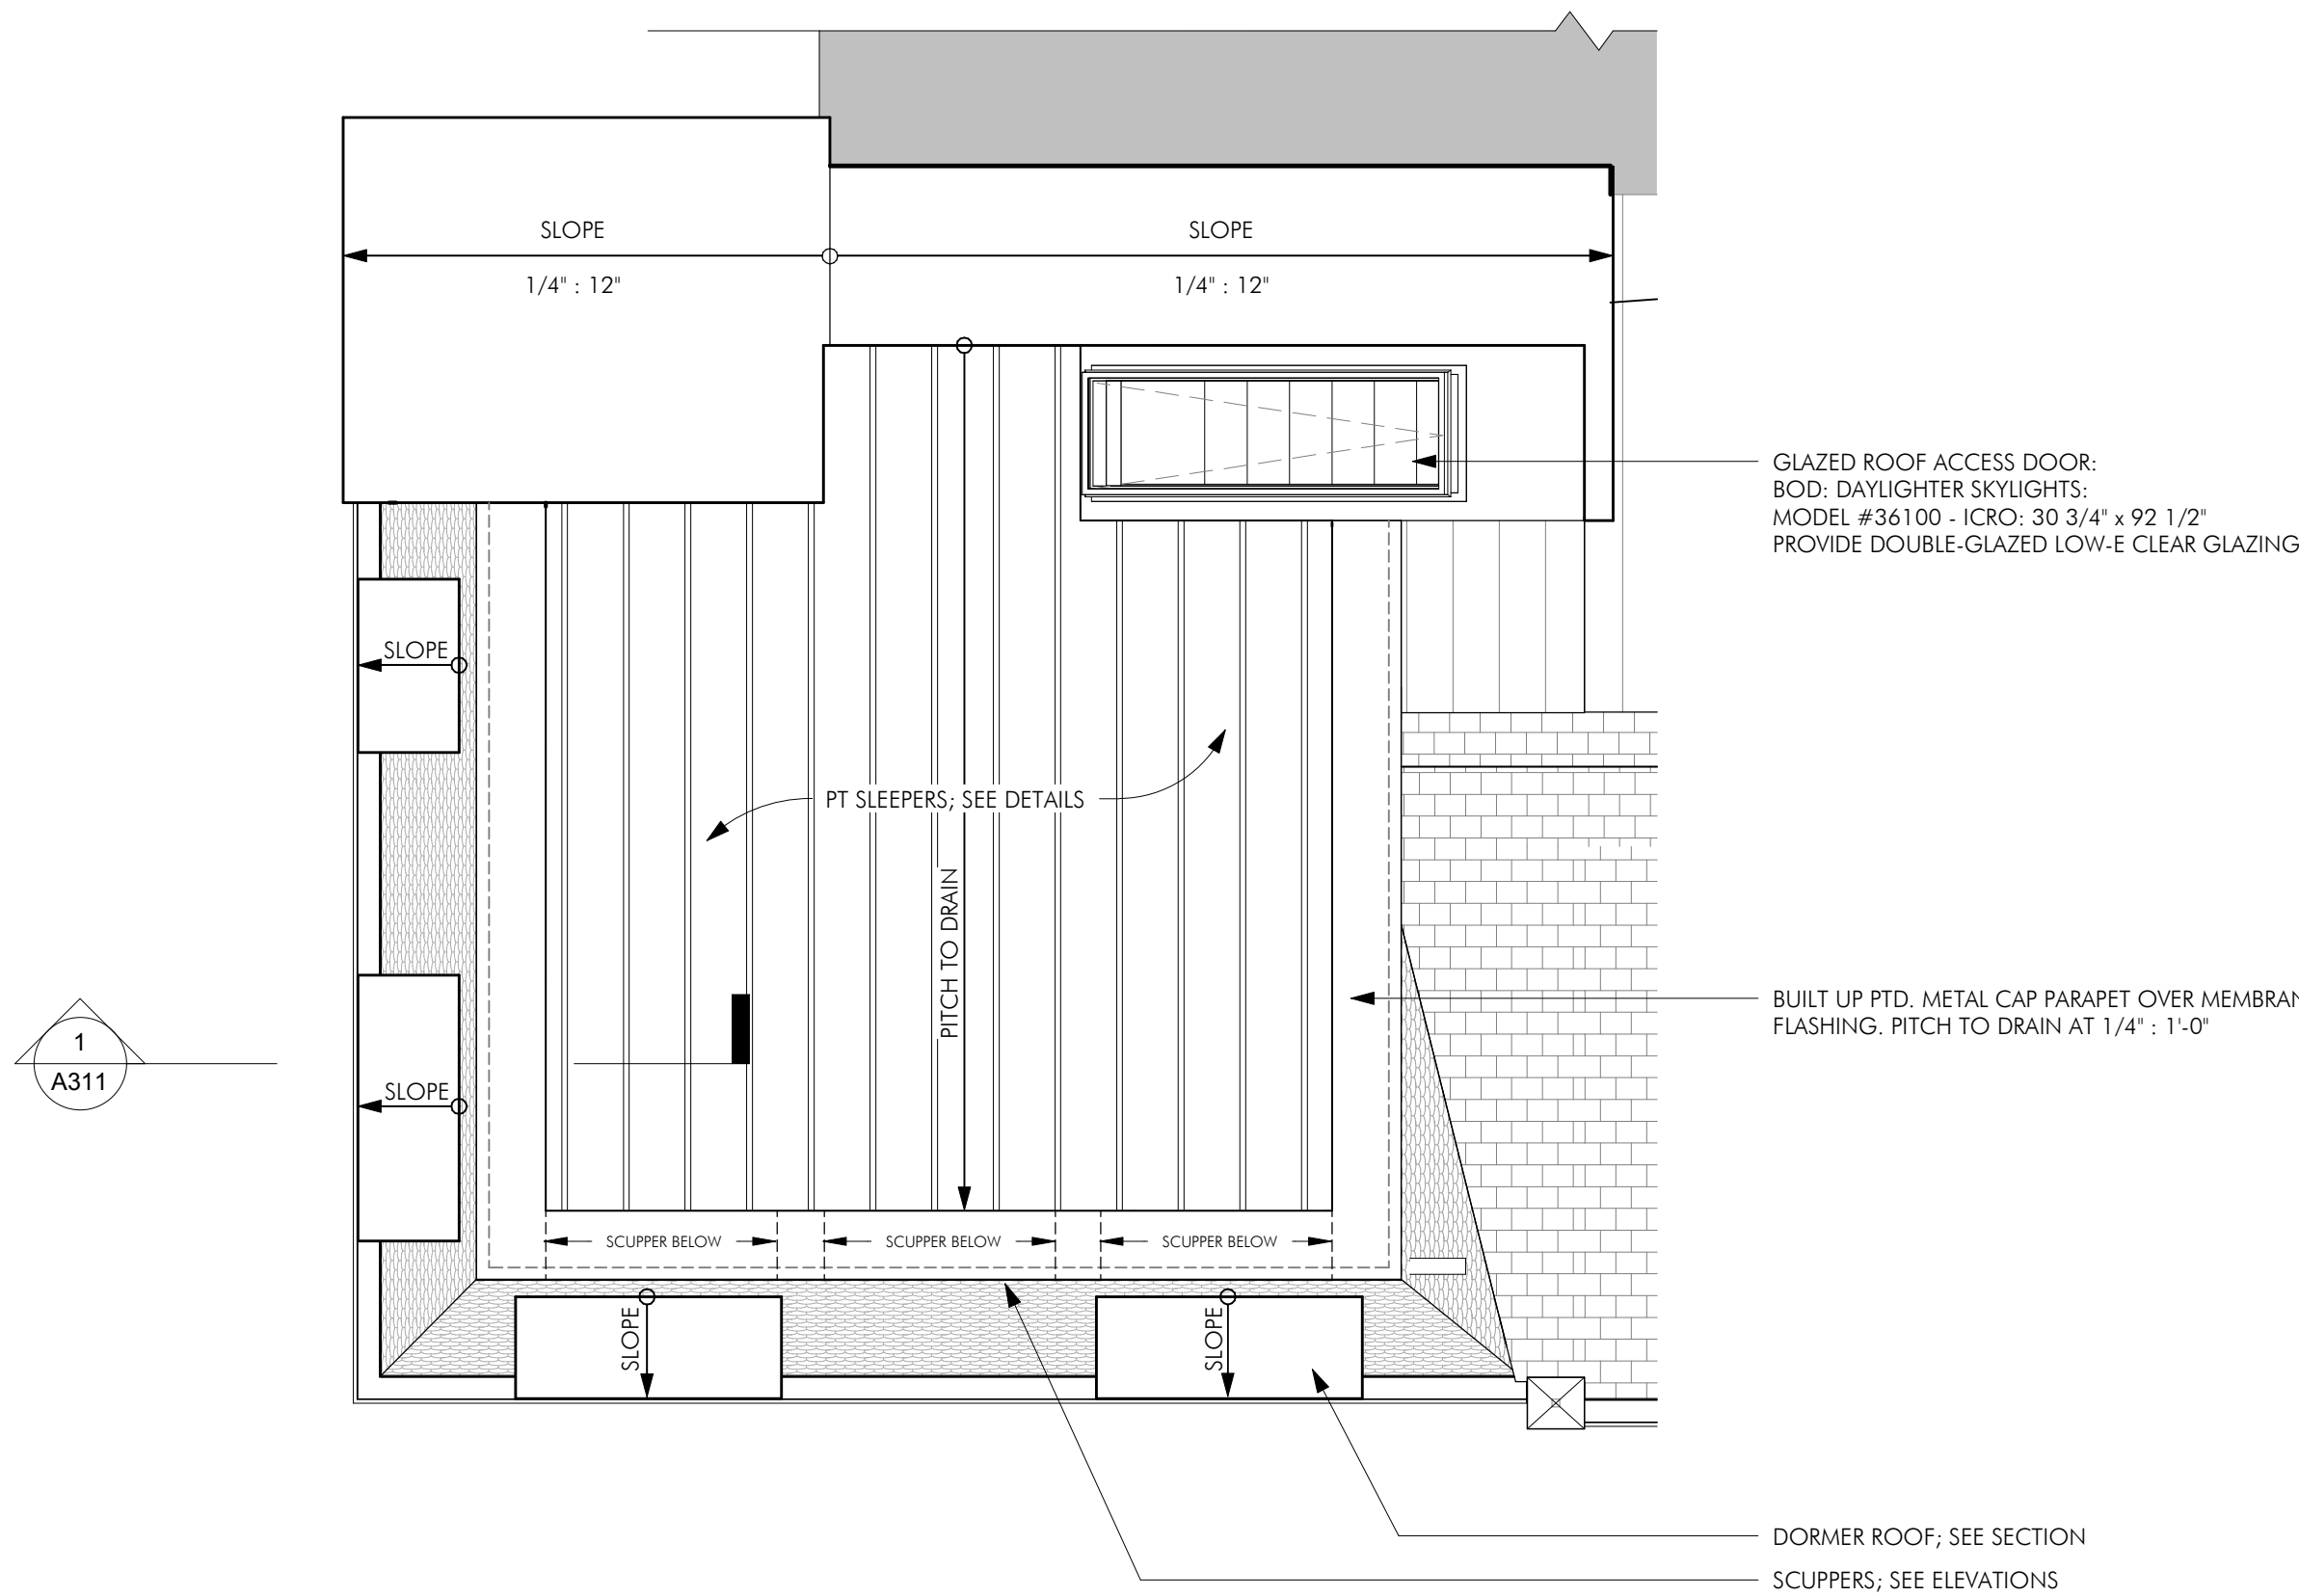 SLOPE
1/4" : 12"
SLOPE
1/4" : 12"
GLAZED ROOF ACCESS DOOR:
BOD: DAYLIGHTER SKYLIGHTS:
MODEL #36100 - ICRO: 30 3/4" x 92 1/2"
PROVIDE DOUBLE-GLAZED LOW-E CLEAR GLAZING
SLOPE
PT SLEEPERS; SEE DETAILS
PITCH TO DRAIN
BUILT UP PTD. METAL CAP PARAPET OVER MEMBRAN
FLASHING. PITCH TO DRAIN AT 1/4" : 1'-0"
1
A311
SLOPE
SCUPPER BELOW
SCUPPER BELOW
SCUPPER BELOW
SLOPE
SLOPE
DORMER ROOF; SEE SECTION
SCUPPERS; SEE ELEVATIONS